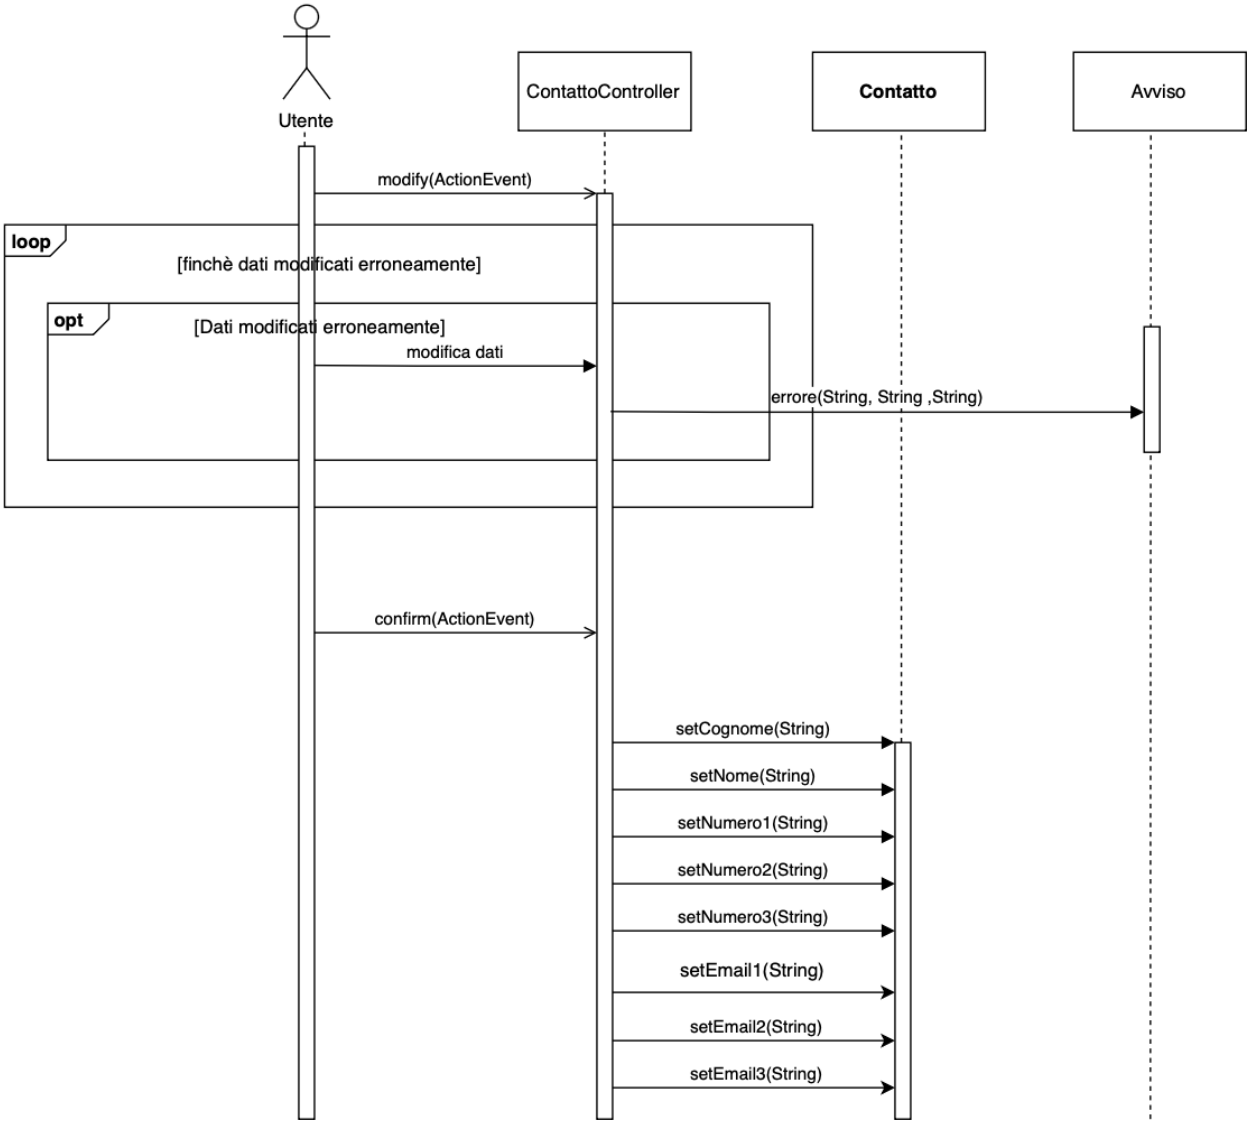 Utente
ContattoController
Contatto
Avviso
modify(ActionEvent)
loop
[finchè dati modificati erroneamente]
opt
[Dati modificati erroneamente]
modifica dati
errore(String, String ,String)
confirm(ActionEvent)
setCognome(String)
setNome(String)
setNumero1(String)
setNumero2(String)
setNumero3(String)
setEmail1(String)
setEmail2(String)
setEmail3(String)